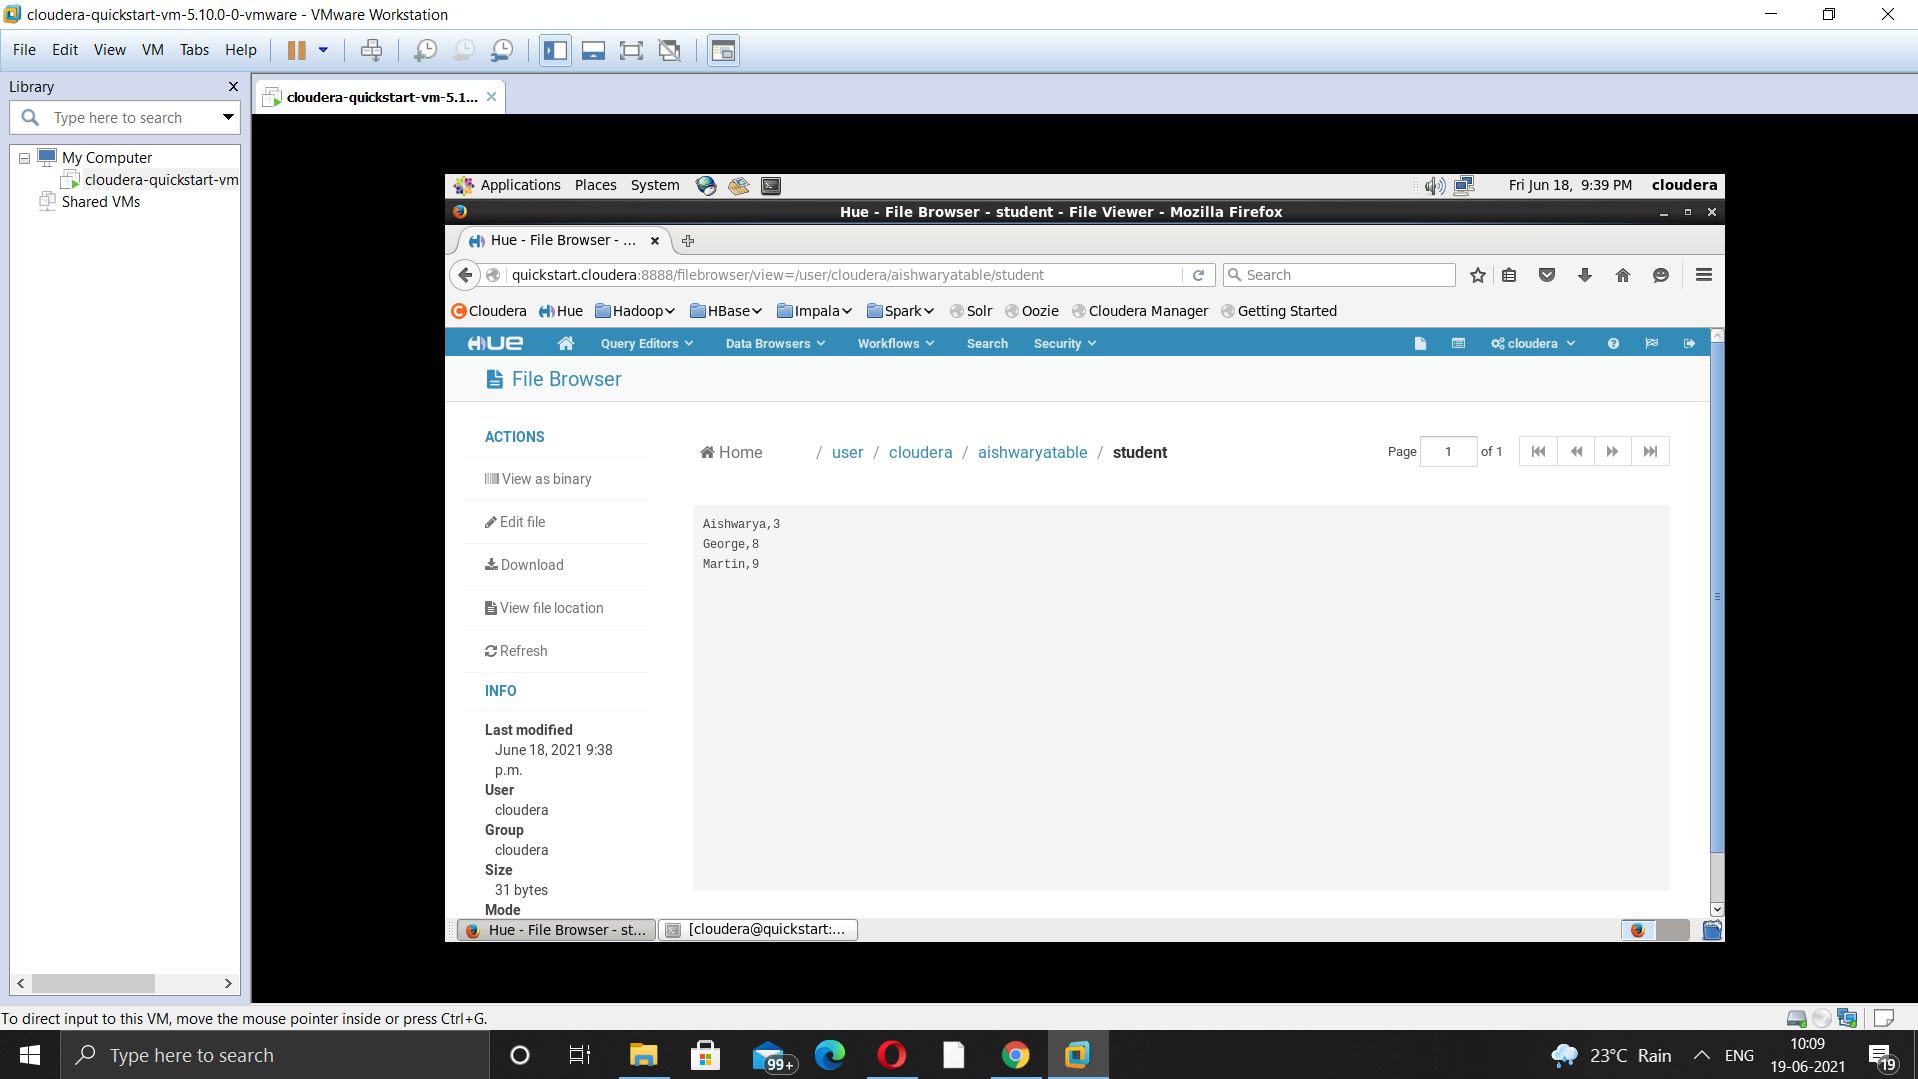 cloudera-quickstart-vm-5.10.0-0-vmware - VMware Workstation
File Edit View VM Tabs Help
Library
cloudera-quickstart-vm-5.1...
Type here to search
My Computer
cloudera-quickstart-vm
Shared VMs
Applications Places System Fri Jun 18, 9:39 PM cloudera
Hue - File Browser - student - File Viewer - Mozilla Firefox
Hue - File Browser - ...
quickstart.cloudera:8888/filebrowser/view=/user/cloudera/aishwaryatable/student Search
Cloudera Hue Hadoop HBase Impala Spark Solr Oozie Cloudera Manager Getting Started
HUE Query Editors Data Browsers Workflows Search Security cloudera
File Browser
ACTIONS
View as binary
Edit file
Download
View file location
Refresh
INFO
Last modified
June 18, 2021 9:38
p.m.
User
cloudera
Group
cloudera
Size
31 bytes
Mode
Home / user / cloudera / aishwaryatable / student Page 1 of 1
Aishwarya,3
George,8
Martin,9
Hue - File Browser - st... [cloudera@quickstart:...
To direct input to this VM, move the mouse pointer inside or press Ctrl+G.
Type here to search 99+ 23°C Rain ENG 10:09
19-06-2021 19